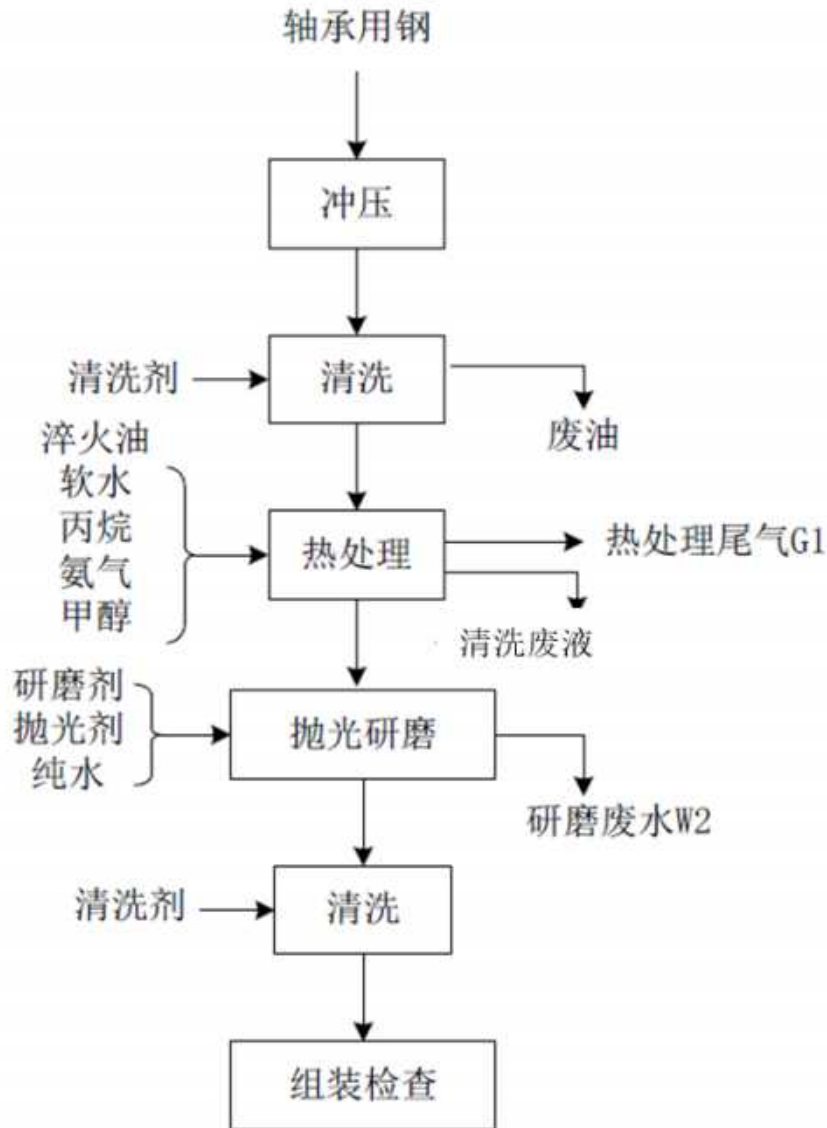 轴承用钢
冲压
清洗剂
清洗
废油
淬火油
软水
丙烷
氨气
甲醇
热处理
热处理尾气G1
清洗废液
研磨剂
抛光剂
纯水
抛光研磨
研磨废水W2
清洗剂
清洗
组装检查